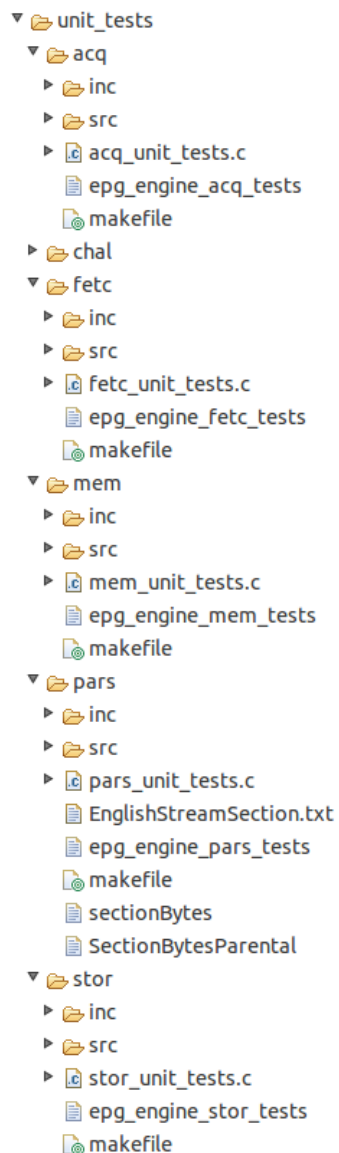 unit_tests
acq
inc
src
acq_unit_tests.c
epg_engine_acq_tests
makefile
chal
fetc
inc
src
fetc_unit_tests.c
epg_engine_fetc_tests
makefile
mem
inc
src
mem_unit_tests.c
epg_engine_mem_tests
makefile
pars
inc
src
pars_unit_tests.c
EnglishStreamSection.txt
epg_engine_pars_tests
makefile
sectionBytes
SectionBytesParental
stor
inc
src
stor_unit_tests.c
epg_engine_stor_tests
makefile